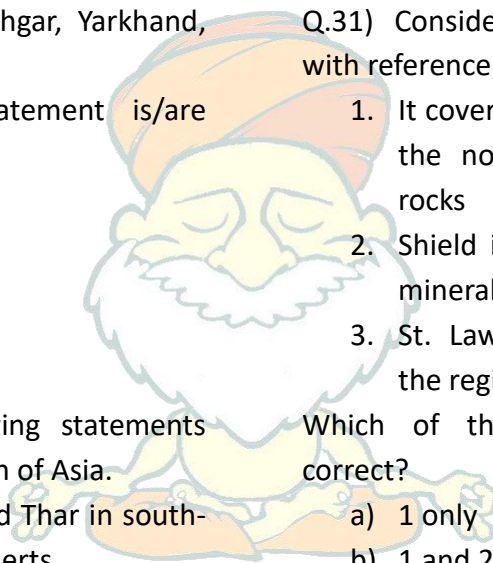 hgar, Yarkhand,
atement is/are
ing statements
n of Asia.
d Thar in south-
erts
Q.31) Conside
with reference
1. It cover
the no
rocks
2. Shield i
mineral
3. St. Law
the regi
Which of th
correct?
a) 1 only
b) 1 and 2